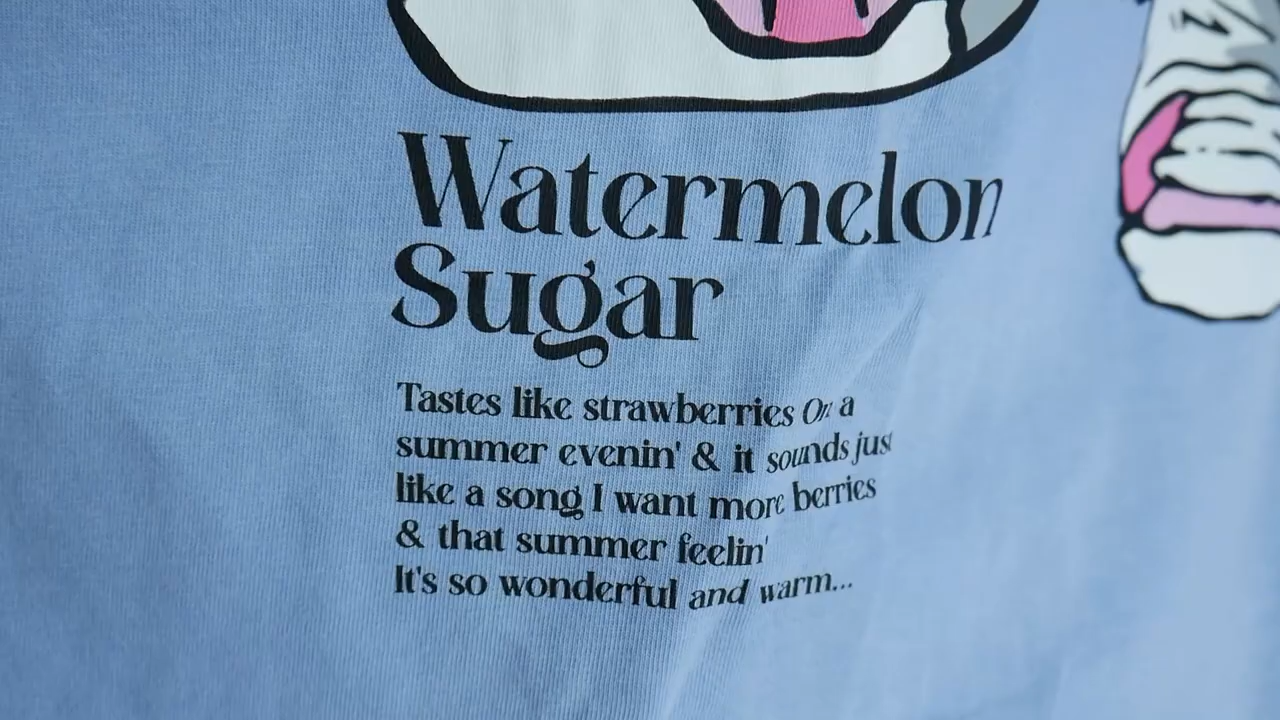 Watermelon
Sugar
Tastes like strawberries On a
summer evenin' & it sounds just
like a song I want more berries
& that summer feelin'
It's so wonderful and warm...